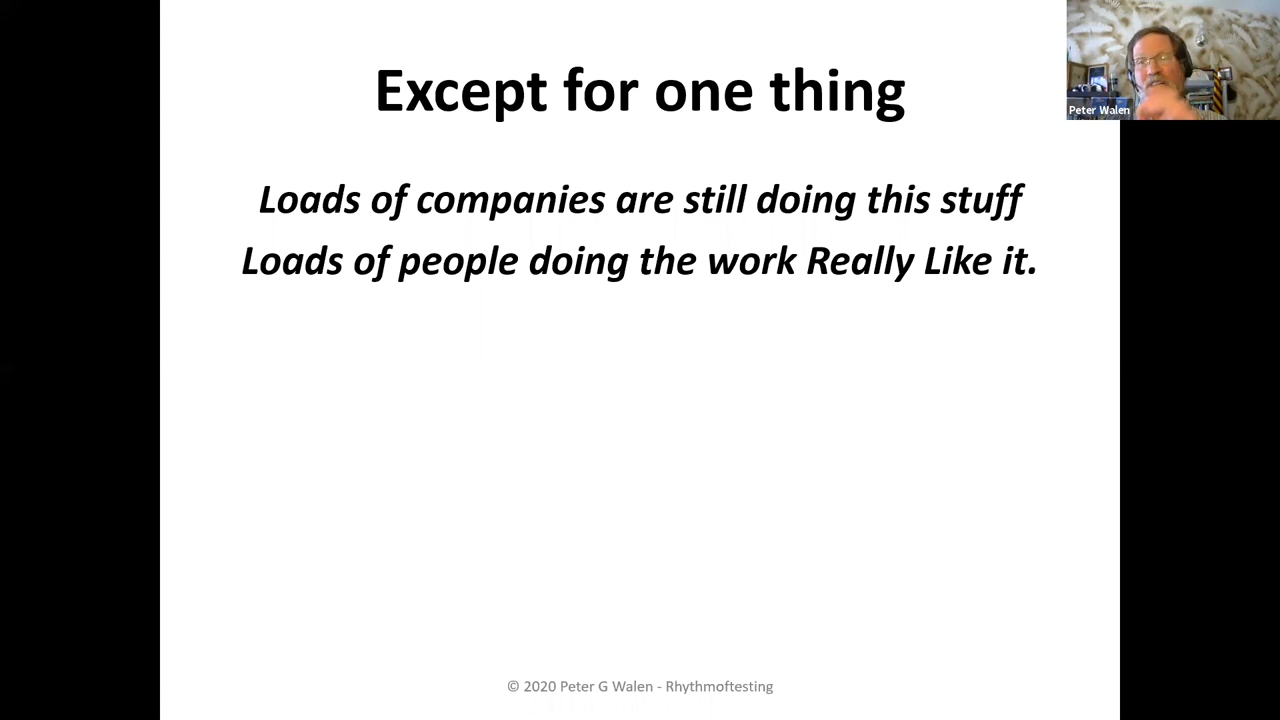 Except for one thing
Peter Walen
Loads of companies are still doing this stuff
Loads of people doing the work Really Like it.
© 2020 Peter G Walen - Rhythmoftesting